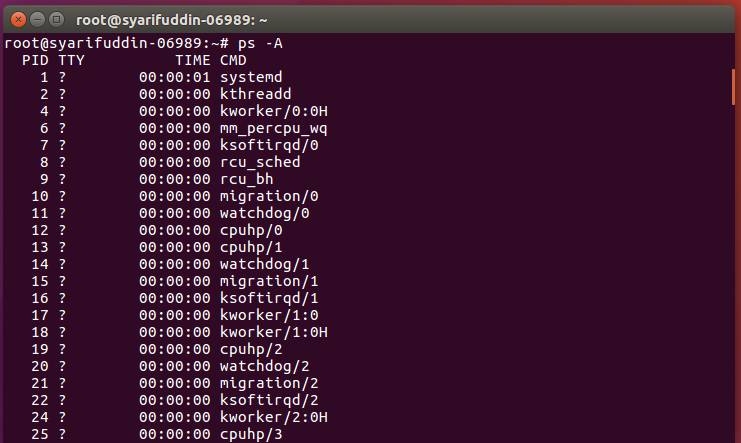 root@syarifuddin-06989: ~
root@syarifuddin-06989:~# ps -A
  PID TTY          TIME CMD
    1 ?        00:00:01 systemd
    2 ?        00:00:00 kthreadd
    4 ?        00:00:00 kworker/0:0H
    6 ?        00:00:00 mm_percpu_wq
    7 ?        00:00:00 ksoftirqd/0
    8 ?        00:00:00 rcu_sched
    9 ?        00:00:00 rcu_bh
   10 ?        00:00:00 migration/0
   11 ?        00:00:00 watchdog/0
   12 ?        00:00:00 cpuhp/0
   13 ?        00:00:00 cpuhp/1
   14 ?        00:00:00 watchdog/1
   15 ?        00:00:00 migration/1
   16 ?        00:00:00 ksoftirqd/1
   17 ?        00:00:00 kworker/1:0
   18 ?        00:00:00 kworker/1:0H
   19 ?        00:00:00 cpuhp/2
   20 ?        00:00:00 watchdog/2
   21 ?        00:00:00 migration/2
   22 ?        00:00:00 ksoftirqd/2
   24 ?        00:00:00 kworker/2:0H
   25 ?        00:00:00 cpuhp/3